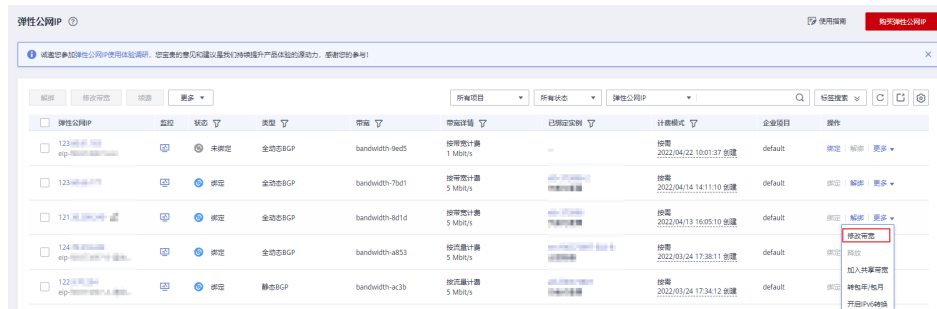 弹性公网IP
使用指南
购买弹性公网IP
诚邀您参加弹性公网IP使用体验调研，您宝贵的意见和建议是我们持续提升产品体验的源动力，感谢您的参与！
解绑 修改带宽 续费 更多
所有项目 所有状态 弹性公网IP 标签搜索
弹性公网IP 监控 状态 类型 带宽 带宽详情 已绑定实例 计费模式 企业项目 操作
123 未绑定 全动态BGP bandwidth-9ed5 按带宽计费 -- 按需 default 绑定 解绑 更多
eip- 1 Mbit/s 2022/04/22 10:01:37 创建
123 绑定 全动态BGP bandwidth-7bd1 按带宽计费 按需 default 绑定 解绑 更多
5 Mbit/s 2022/04/14 14:11:10 创建
121 绑定 全动态BGP bandwidth-8d1d 按带宽计费 按需 default 绑定 解绑 更多
5 Mbit/s 2022/04/13 16:05:10 创建
修改带宽
124 绑定 全动态BGP bandwidth-a853 按流量计费 按需 default 绑定 释放
eip- 5 Mbit/s 2022/03/24 17:38:11 创建
加入共享带宽
122 绑定 静态BGP bandwidth-ac3b 按流量计费 按需 default 绑定 转包年/包月
eip- 5 Mbit/s 2022/03/24 17:34:12 创建
开启IPv6转换